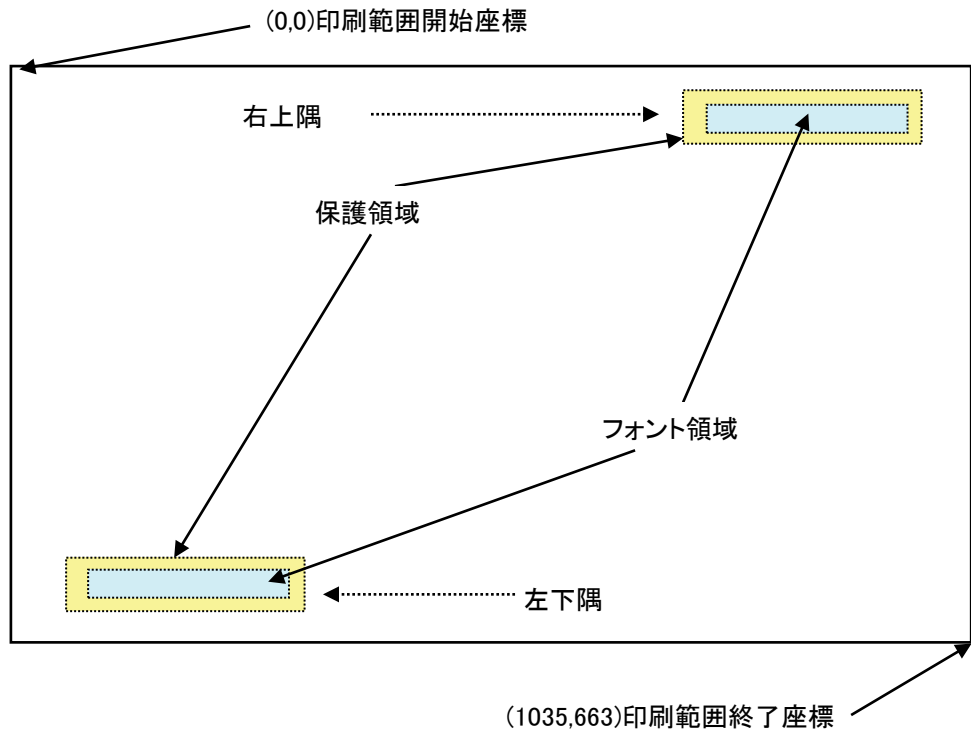 (0,0)印刷範囲開始座標
右上隅
保護領域
フォント領域
左下隅
(1035,663)印刷範囲終了座標